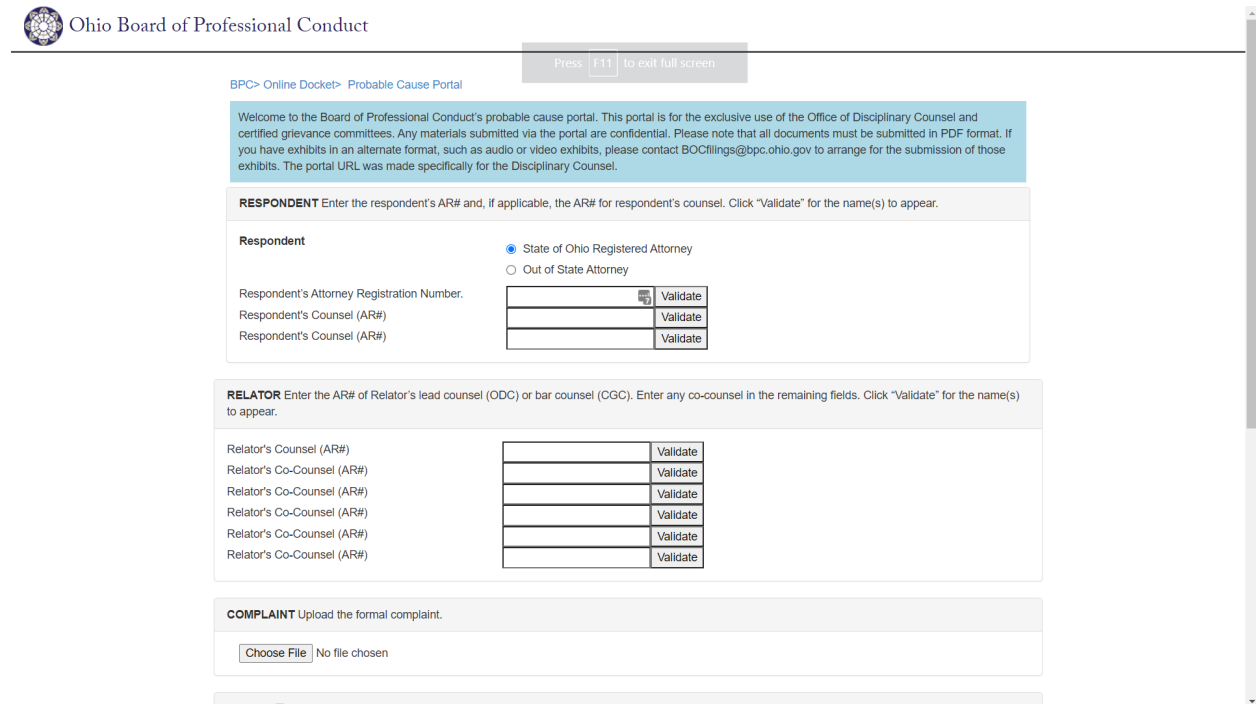 Ohio Board of Professional Conduct
Press F11 to exit full screen
BPC> Online Docket> Probable Cause Portal
Welcome to the Board of Professional Conduct's probable cause portal. This portal is for the exclusive use of the Office of Disciplinary Counsel and
certified grievance committees. Any materials submitted via the portal are confidential. Please note that all documents must be submitted in PDF format. If
you have exhibits in an alternate format, such as audio or video exhibits, please contact BOCfilings@bpc.ohio.gov to arrange for the submission of those
exhibits. The portal URL was made specifically for the Disciplinary Counsel.
RESPONDENT Enter the respondent's AR# and, if applicable, the AR# for respondent's counsel. Click “Validate” for the name(s) to appear.
Respondent
State of Ohio Registered Attorney
Out of State Attorney
Respondent's Attorney Registration Number. Validate
Respondent's Counsel (AR#) Validate
Respondent's Counsel (AR#) Validate
RELATOR Enter the AR# of Relator's lead counsel (ODC) or bar counsel (CGC). Enter any co-counsel in the remaining fields. Click “Validate” for the name(s)
to appear.
Relator's Counsel (AR#) Validate
Relator's Co-Counsel (AR#) Validate
Relator's Co-Counsel (AR#) Validate
Relator's Co-Counsel (AR#) Validate
Relator's Co-Counsel (AR#) Validate
Relator's Co-Counsel (AR#) Validate
COMPLAINT Upload the formal complaint.
Choose File No file chosen